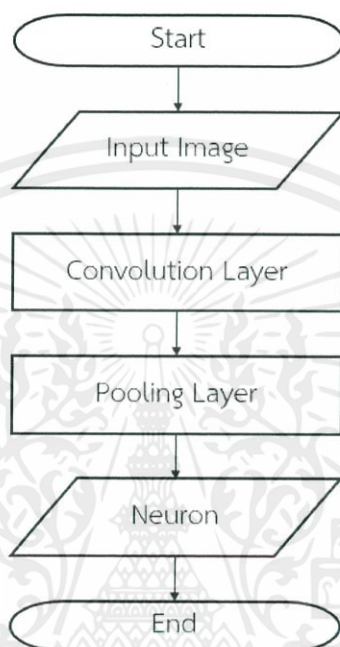 Start
Input Image
Convolution Layer
Pooling Layer
Neuron
End